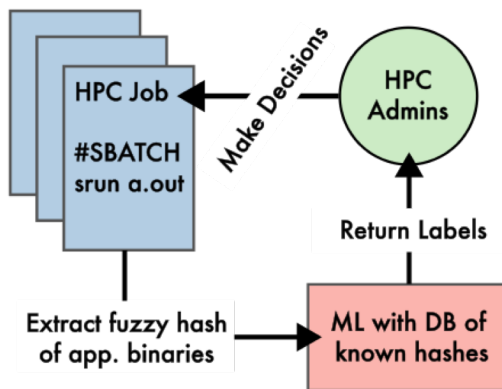 HPC Job
#SBATCH
srun a.out
Make Decisions
HPC
Admins
Return Labels
Extract fuzzy hash
of app. binaries
ML with DB of
known hashes